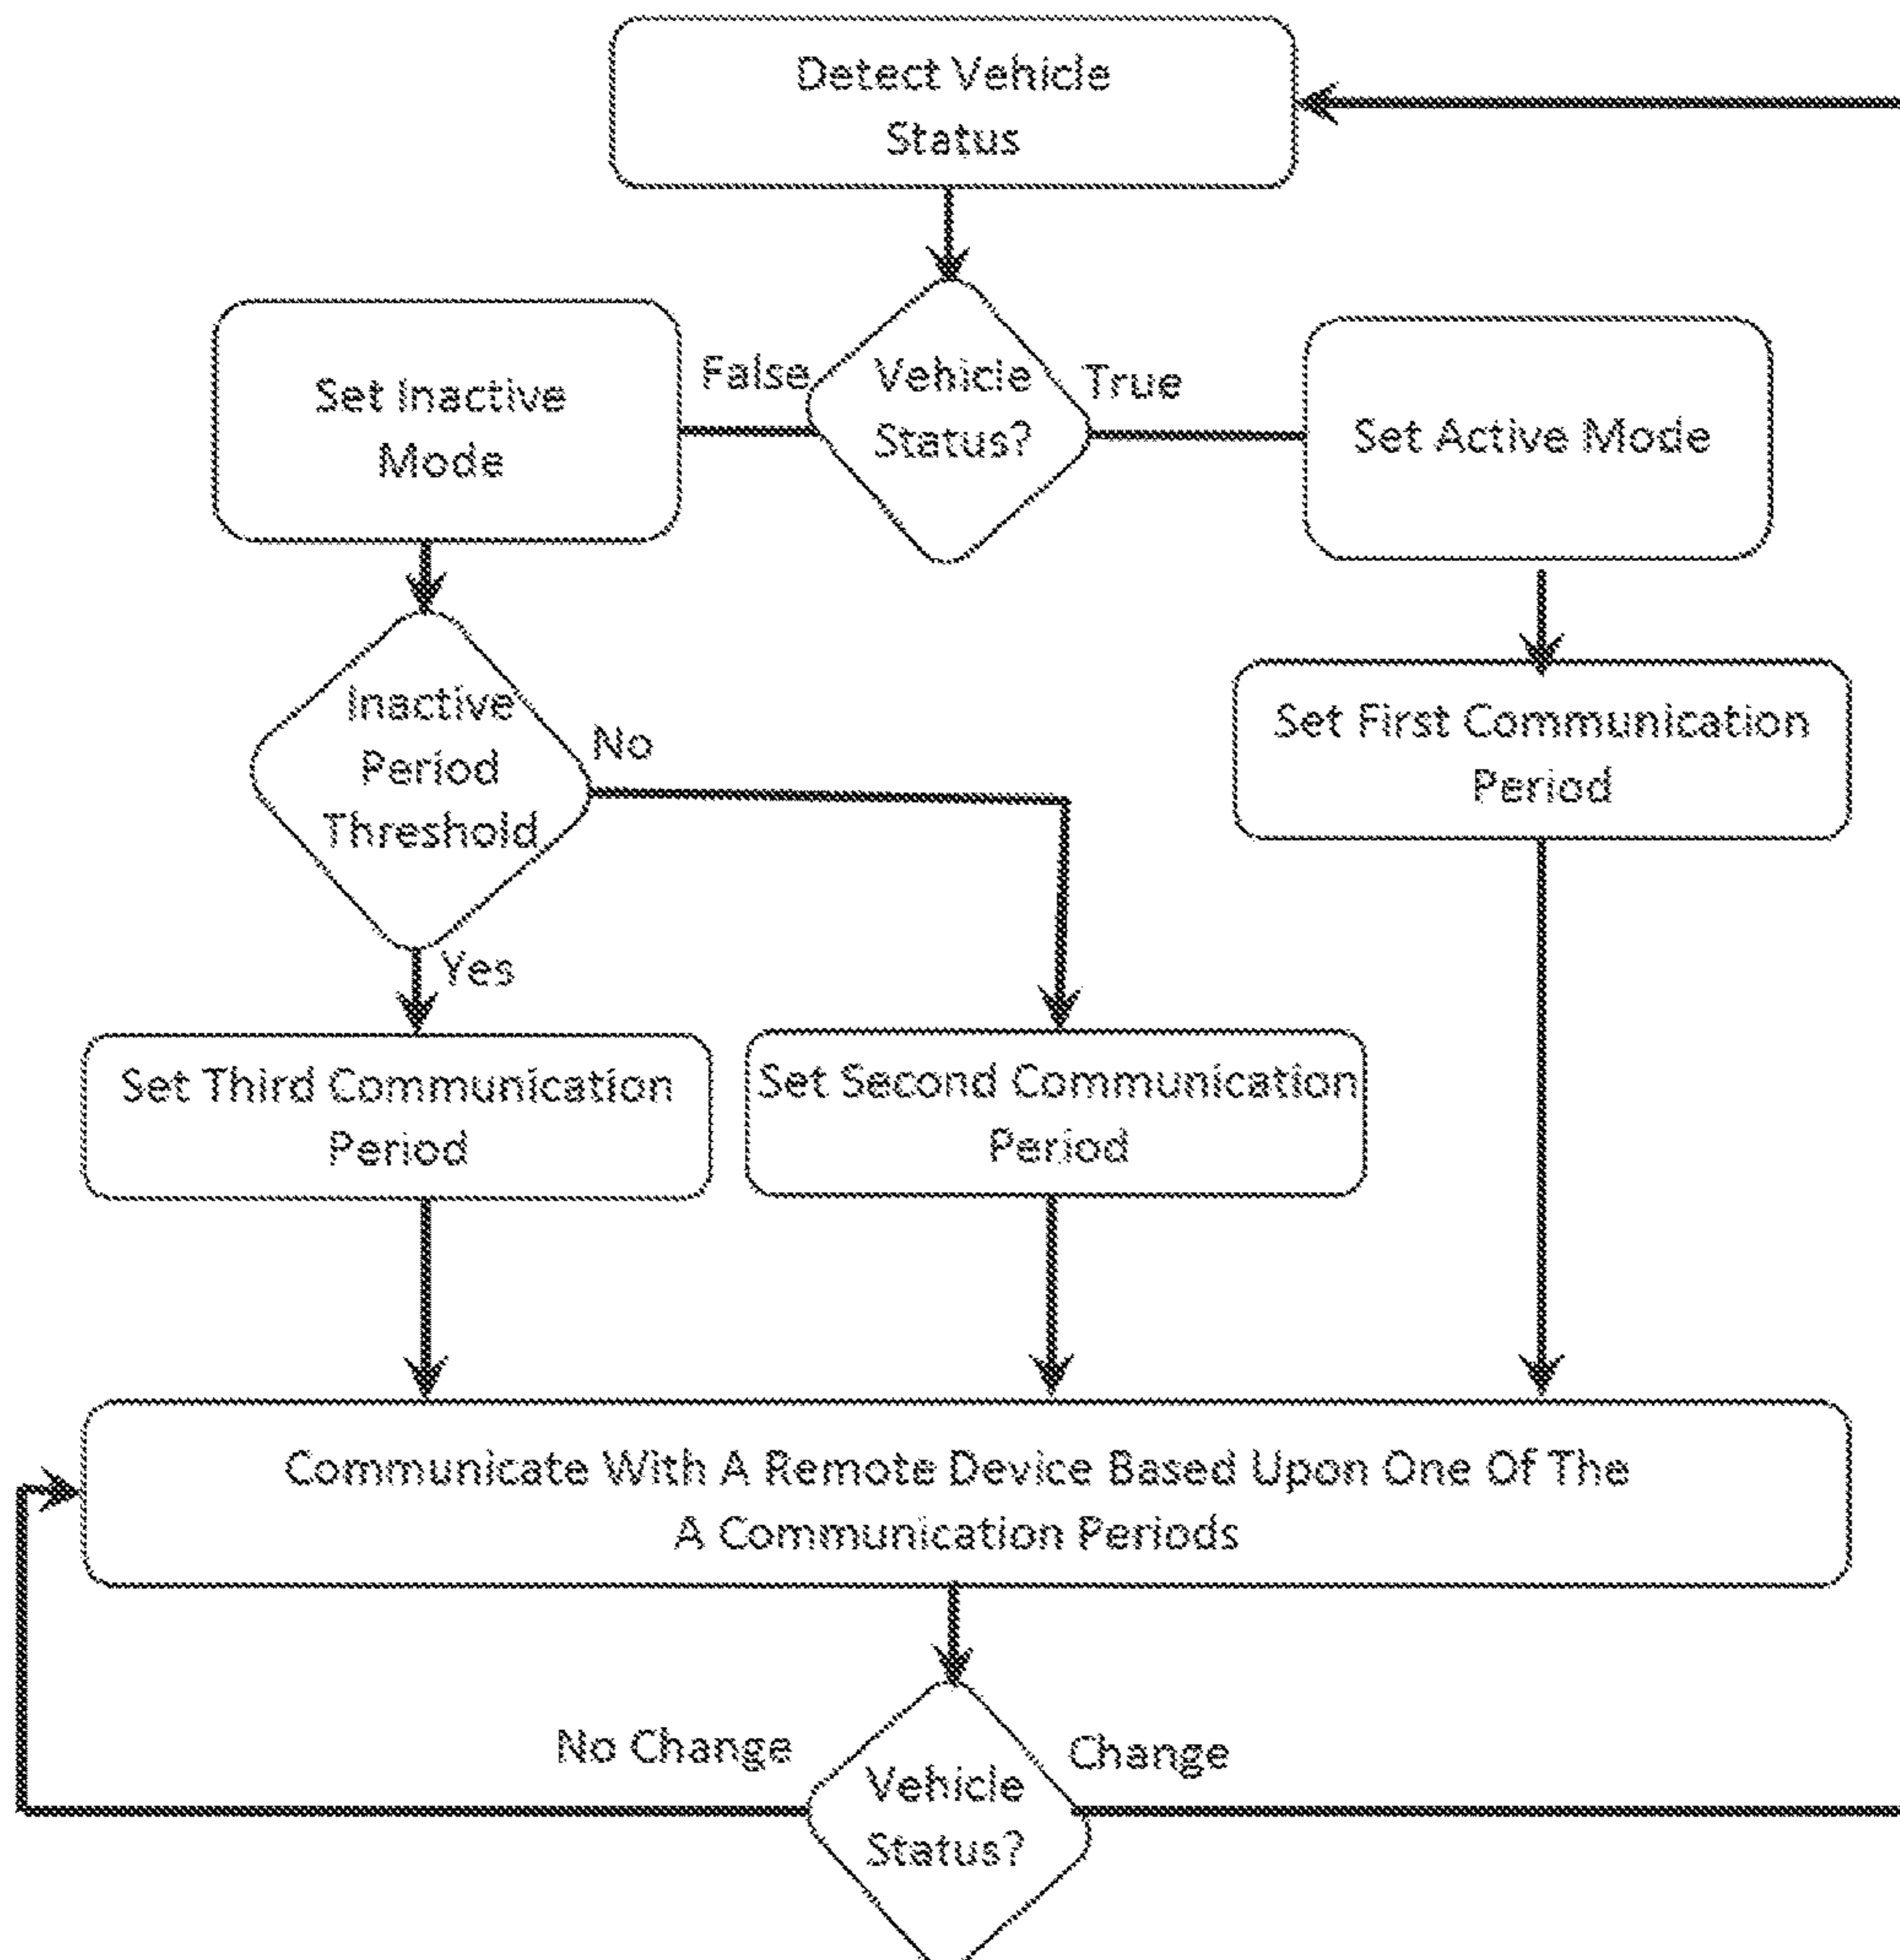 Detect Vehicle
Status
False
Vehicle
Status?
True
Set Inactive
Mode
Set Active Mode
Inactive
Period
Threshold
No
Yes
Set First Communication
Period
Set Third Communication
Period
Set Second Communication
Period
Communicate With A Remote Device Based Upon One Of The
A Communication Periods
No Change
Vehicle
Status?
Change